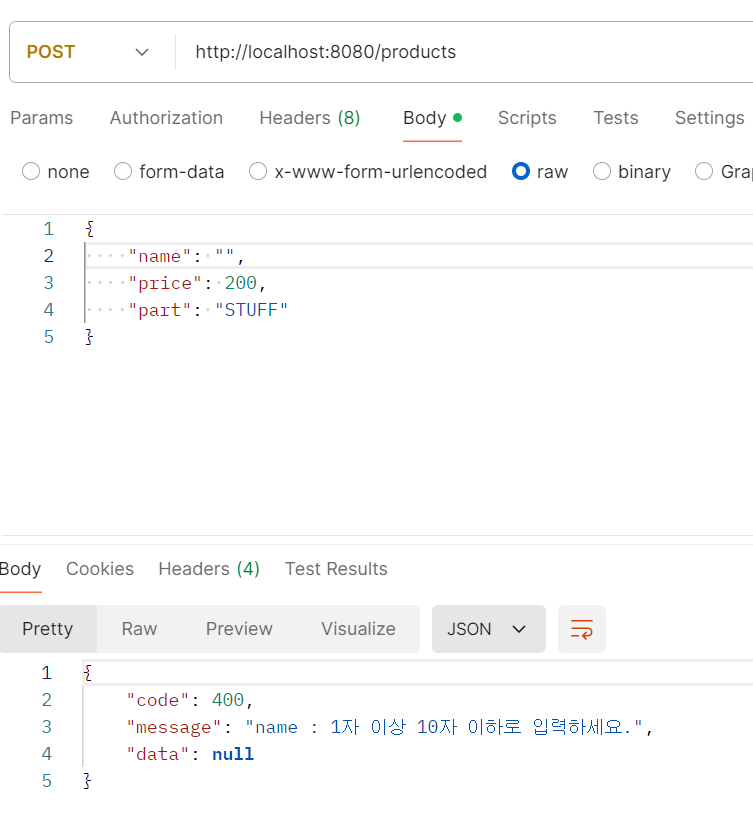 POST http://localhost:8080/products
Params Authorization Headers (8) Body Scripts Tests Settings
none form-data x-www-form-urlencoded raw binary Gra
1 {
2 "name": "",
3 "price": 200,
4 "part": "STUFF"
5 }
Body Cookies Headers (4) Test Results
Pretty Raw Preview Visualize JSON
1 {
2 "code": 400,
3 "message": "name : 1자 이상 10자 이하로 입력하세요.",
4 "data": null
5 }